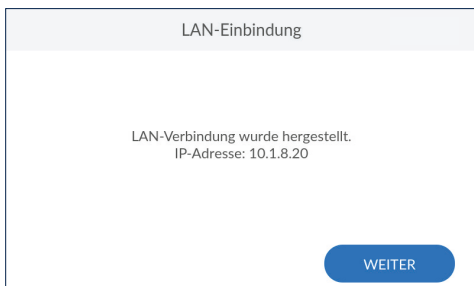 LAN-Einbindung
LAN-Verbindung wurde hergestellt.
IP-Adresse: 10.1.8.20
WEITER